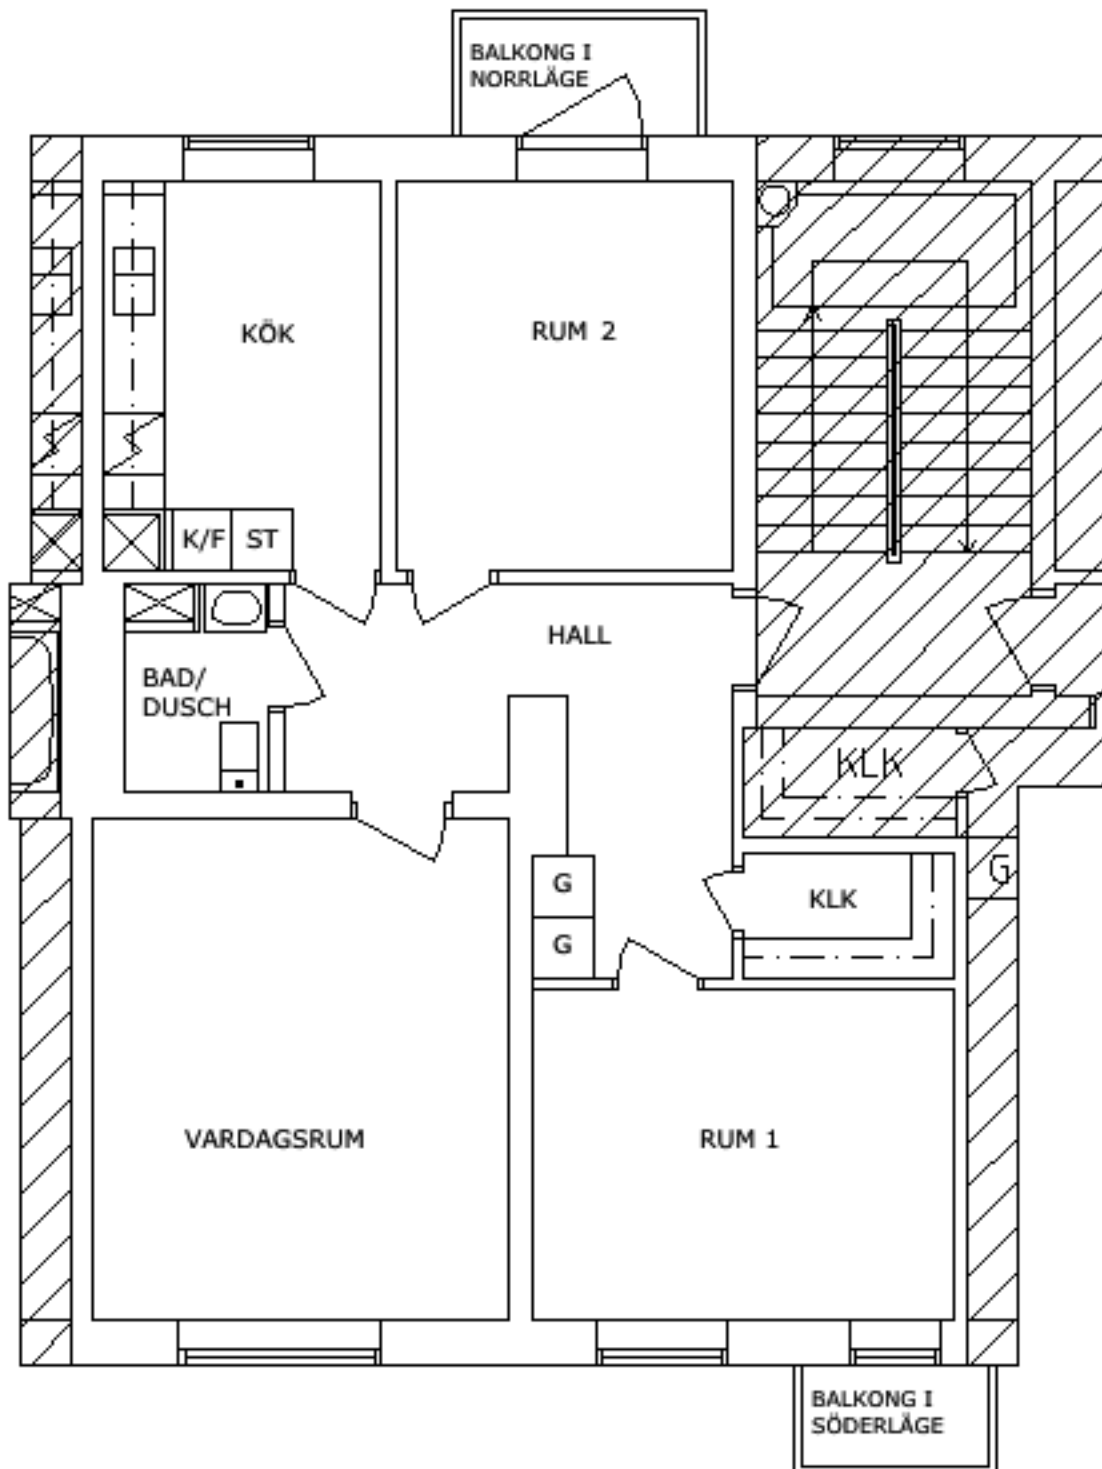 BALKONG I
NORRLÄGE
KÖK
RUM 2
K/F
ST
HALL
BAD/
DUSCH
KLK
G
G
KLK
G
VARDAGSRUM
RUM 1
BALKONG I
SÖDERLÄGE